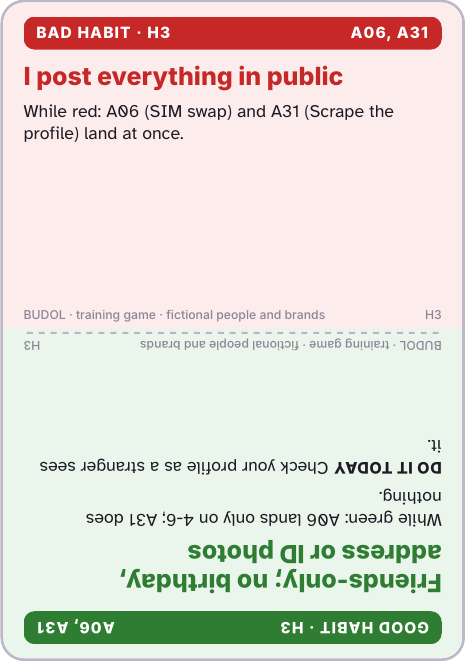 BAD HABIT · H3 A06, A31
I post everything in public
While red: A06 (SIM swap) and A31 (Scrape the
profile) land at once.
BUDOL · training game · fictional people and brands H3
GOOD HABIT · H3 A06, A31
Friends-only; no birthday,
address or ID photos
While green: A06 lands only on 4-6; A31 does
nothing.
DO IT TODAY Check your profile as a stranger sees
it.
BUDOL · training game · fictional people and brands H3